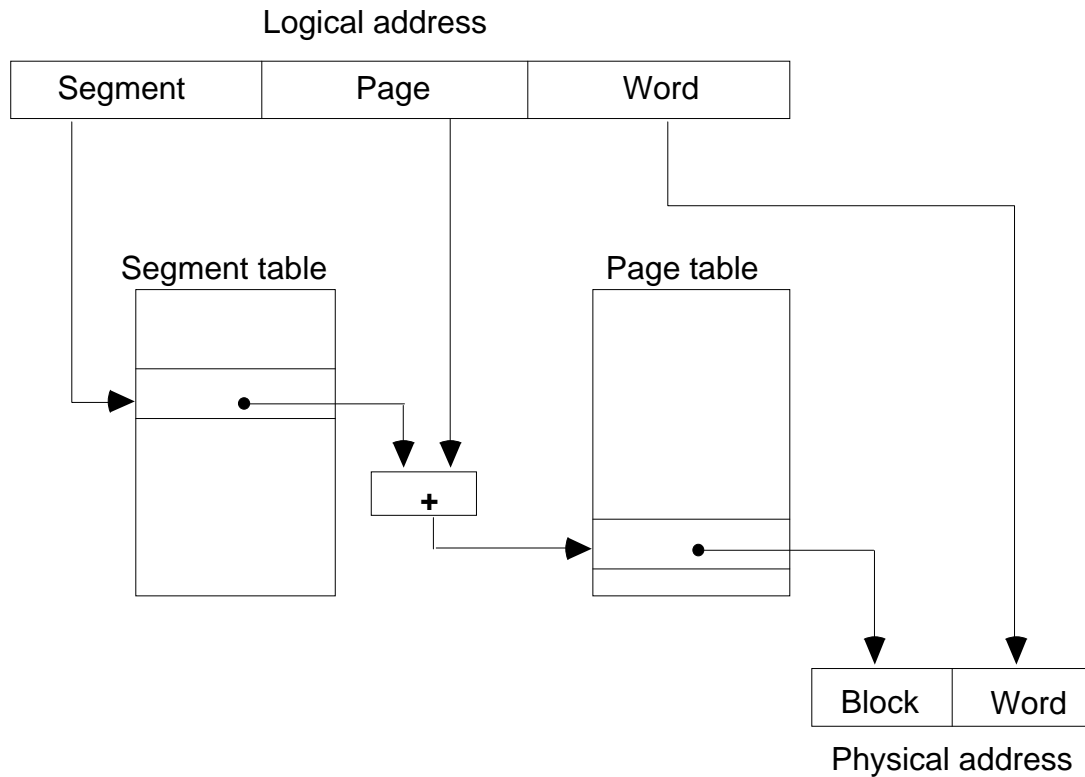 Logical address
Segment Page Word
Segment table Page table
+
Block Word
Physical address